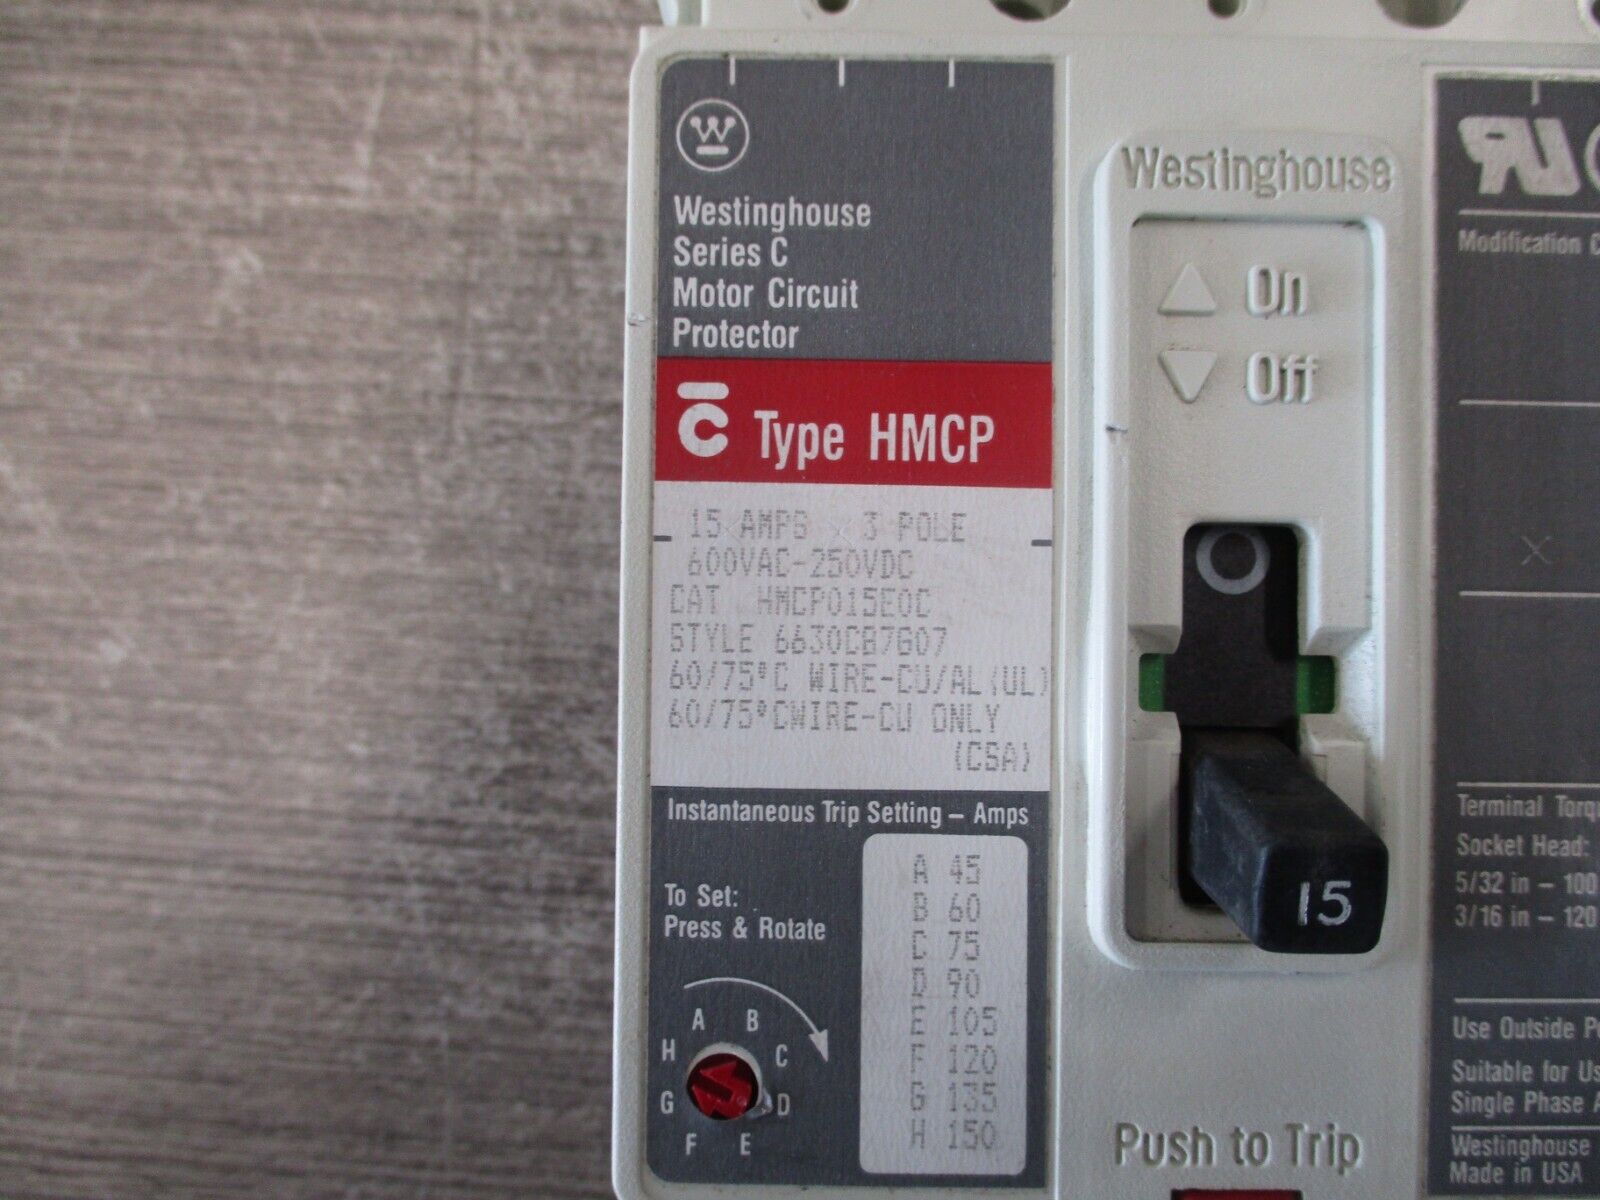 W
Westinghouse
Series C
Motor Circuit
Protector
C Type HMCP
15 AMPS 3 POLE
600VAC-250VDC
CAT HMCP015E0C
STYLE 6630C87G07
60/75°C WIRE-CU/AL(UL)
60/75°CWIRE-CU ONLY
(CSA)
Instantaneous Trip Setting – Amps
To Set:
Press & Rotate
A
B
C
D
E
F
G
H
A 45
B 60
C 75
D 90
E 105
F 120
G 135
H 150
Westinghouse
On
Off
O
15
Push to Trip
UR
Modification
Terminal
Socket Head:
5/32 in – 100
3/16 in – 120
Use Outside
Suitable for
Single Phase
Westinghouse
Made in USA